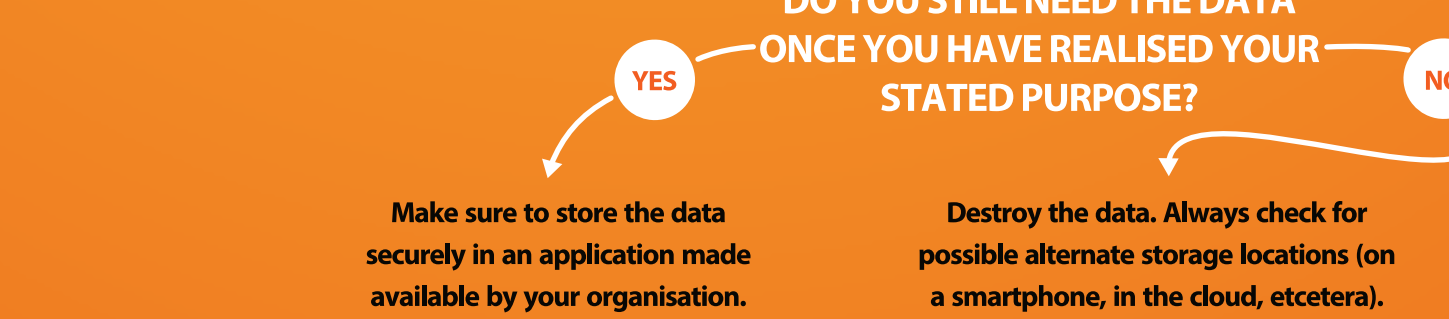 DO YOU STILL NEED THE DATA
ONCE YOU HAVE REALISED YOUR
STATED PURPOSE?
YES
NO
Make sure to store the data
securely in an application made
available by your organisation.
Destroy the data. Always check for
possible alternate storage locations (on
a smartphone, in the cloud, etcetera).